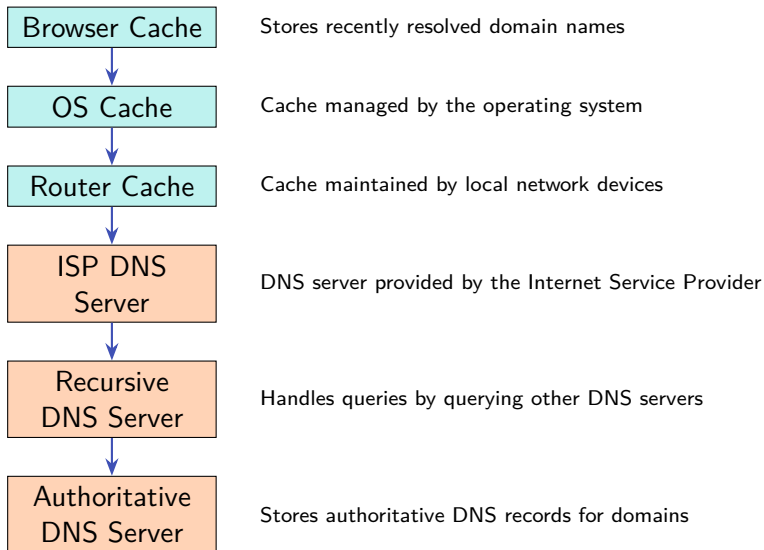 Browser Cache
Stores recently resolved domain names
OS Cache
Cache managed by the operating system
Router Cache
Cache maintained by local network devices
ISP DNS
Server
DNS server provided by the Internet Service Provider
Recursive
DNS Server
Handles queries by querying other DNS servers
Authoritative
DNS Server
Stores authoritative DNS records for domains